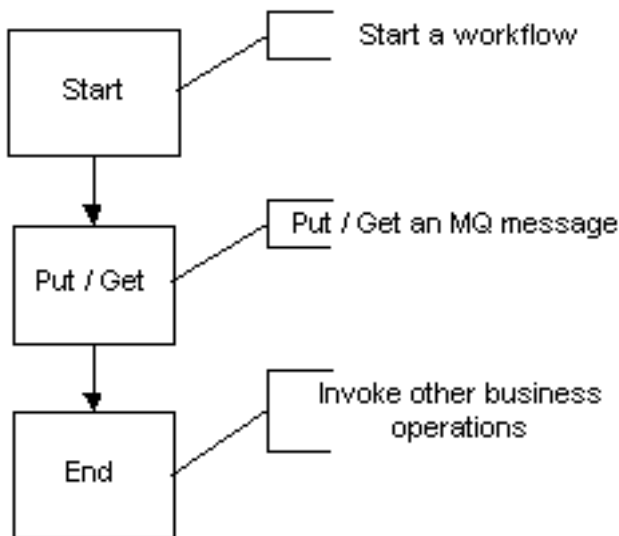 Start
Start a workflow
Put / Get
Put / Get an MQ message
End
Invoke other business
operations